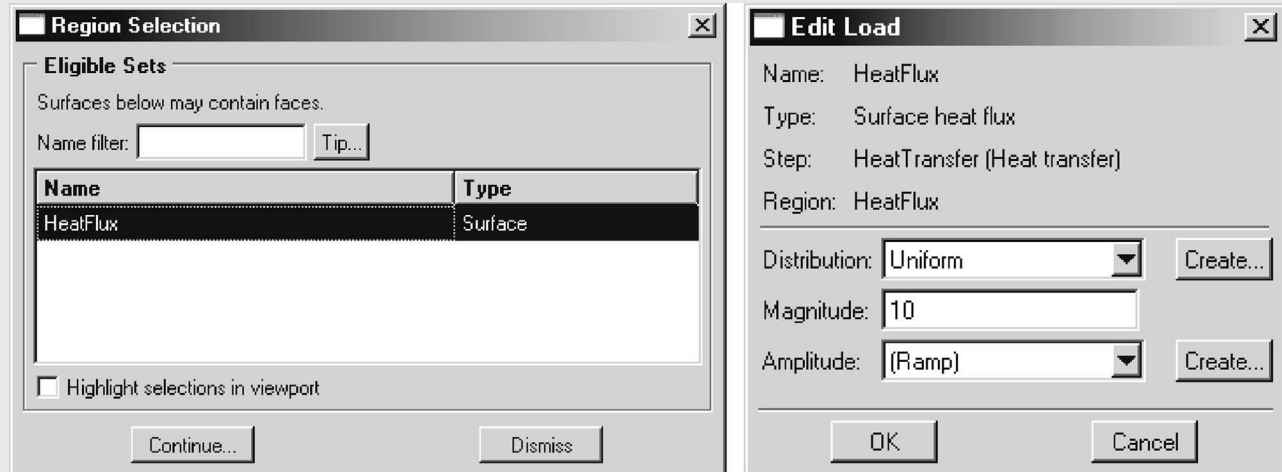 Region Selection
Eligible Sets
Surfaces below may contain faces.
Name filter:
Tip...
Name Type
HeatFlux Surface
Highlight selections in viewport
Continue... Dismiss
Edit Load
Name: HeatFlux
Type: Surface heat flux
Step: HeatTransfer (Heat transfer)
Region: HeatFlux
Distribution: Uniform Create...
Magnitude: 10
Amplitude: (Ramp) Create...
OK Cancel